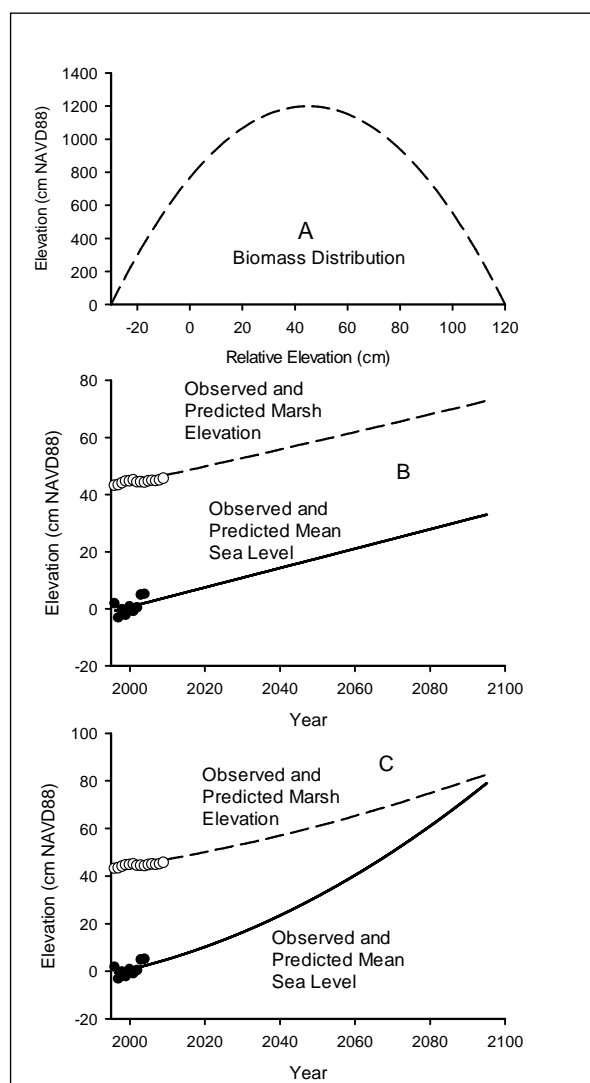 Elevation (cm NAVD88)
1400
1200
1000
800
600
400
200
0
A
Biomass Distribution
-20 0 20 40 60 80 100 120
Relative Elevation (cm)
Elevation (cm NAVD88)
80
60
40
20
0
-20
Observed and
Predicted Marsh
Elevation
B
Observed and
Predicted Mean
Sea Level
2000 2020 2040 2060 2080 2100
Year
Elevation (cm NAVD88)
100
80
60
40
20
0
-20
C
Observed and
Predicted Marsh
Elevation
Observed and
Predicted Mean
Sea Level
2000 2020 2040 2060 2080 2100
Year